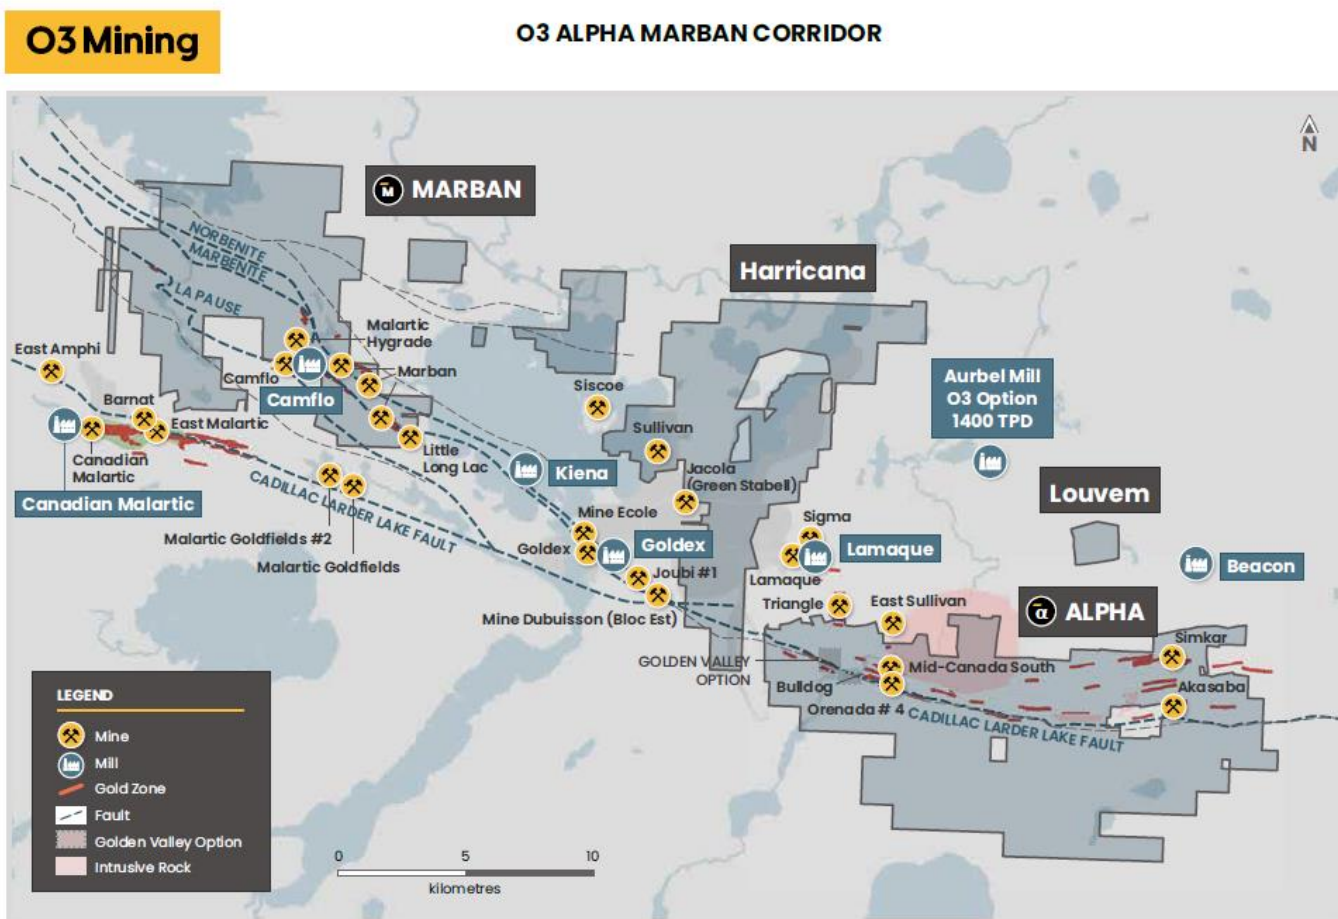 O3 Mining
O3 ALPHA MARBAN CORRIDOR
N
MARBAN
NORBENITE
MARBENITE
LA PAUSE
Harricana
Malartic
Hygrade
East Amphi
Camflo
Marban
Camflo
Siscoe
Aurbel Mill
O3 Option
1400 TPD
Barnat
East Malartic
Sullivan
Little
Long Lac
Canadian
Malartic
Kiena
Jacola
(Green Stabell)
Louvem
Canadian Malartic
CADILLAC LARDER LAKE FAULT
Mine Ecole
Sigma
Malartic Goldfields #2
Goldex
Goldex
Lamaque
Malartic Goldfields
Joubi #1
Lamaque
Beacon
Triangle
East Sullivan
ALPHA
Mine Dubuisson (Bloc Est)
Simkar
GOLDEN VALLEY
OPTION
Mid-Canada South
Bulldog
Akasaba
Orenada # 4
CADILLAC LARDER LAKE FAULT
LEGEND
Mine
Mill
Gold Zone
Fault
Golden Valley Option
Intrusive Rock
0 5 10
kilometres